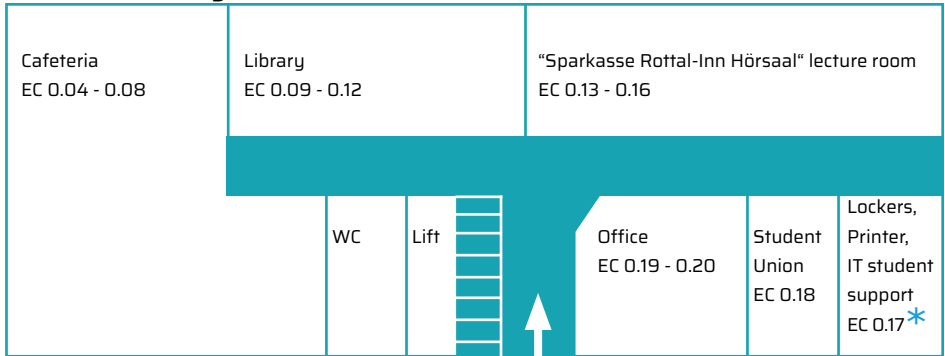 Cafeteria
EC 0.04 - 0.08
Library
EC 0.09 - 0.12
“Sparkasse Rottal-Inn Hörsaal“ lecture room
EC 0.13 - 0.16
WC
Lift
Office
EC 0.19 - 0.20
Student
Union
EC 0.18
Lockers,
Printer,
IT student
support
EC 0.17*